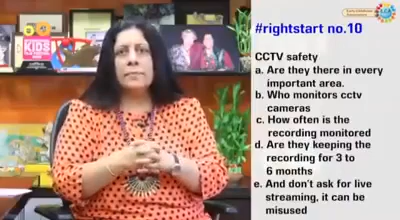 #rightstart no.10
CCTV safety
a. Are they there in every
important area.
b. Who monitors cctv
cameras
c. How often is the
recording monitored
d. Are they keeping the
recording for 3 to
6 months
e. And don't ask for live
streaming, it can be
misused
KIDS